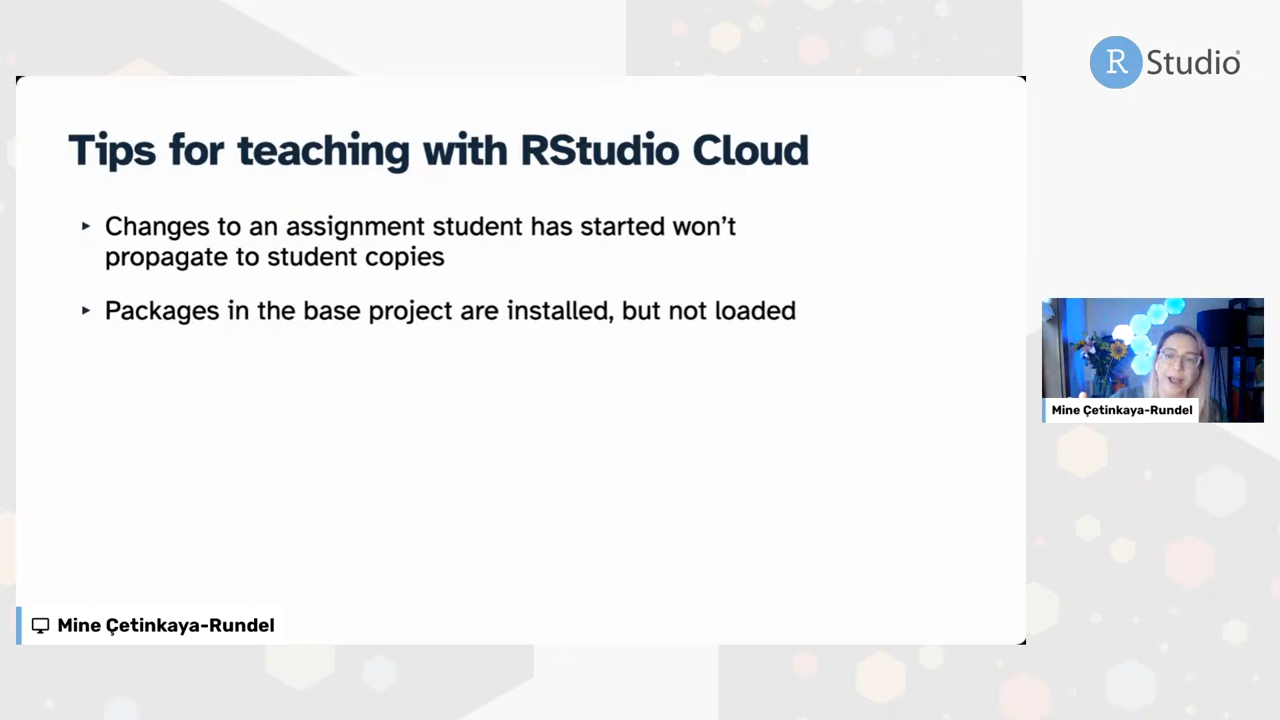 R Studio
Tips for teaching with RStudio Cloud
‣ Changes to an assignment student has started won’t
propagate to student copies
‣ Packages in the base project are installed, but not loaded
Mine Çetinkaya-Rundel
Mine Çetinkaya-Rundel